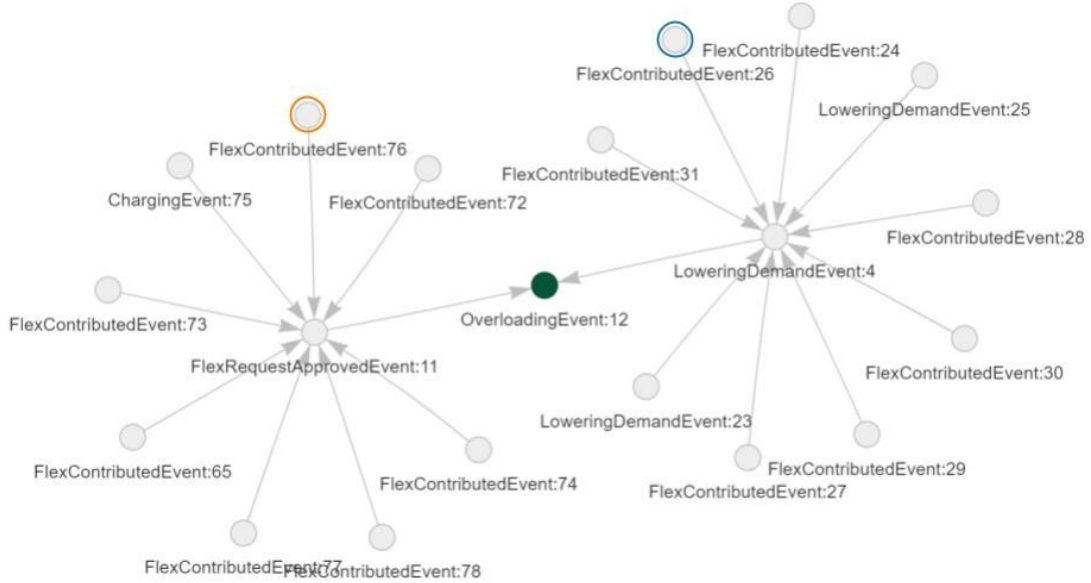 FlexContributedEvent:24
FlexContributedEvent:26
LoweringDemandEvent:25
FlexContributedEvent:76
FlexContributedEvent:31
ChargingEvent:75
FlexContributedEvent:72
FlexContributedEvent:28
LoweringDemandEvent:4
OverloadingEvent:12
FlexContributedEvent:73
FlexRequestApprovedEvent:11
FlexContributedEvent:30
LoweringDemandEvent:23
FlexContributedEvent:65
FlexContributedEvent:29
FlexContributedEvent:74
FlexContributedEvent:27
FlexContributedEvent:77
FlexContributedEvent:78